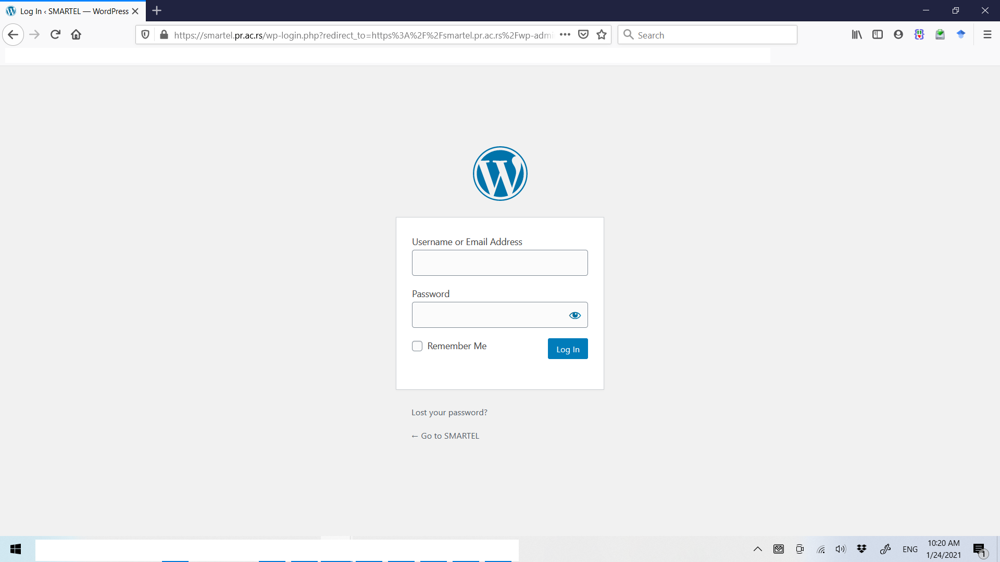 Log In ‹ SMARTEL — WordPress
https://smartel.pr.ac.rs/wp-login.php?redirect_to=https%3A%2F%2Fsmartel.pr.ac.rs%2Fwp-admi
Search
Username or Email Address
Password
Remember Me
Log In
Lost your password?
← Go to SMARTEL
ENG
10:20 AM
1/24/2021
1